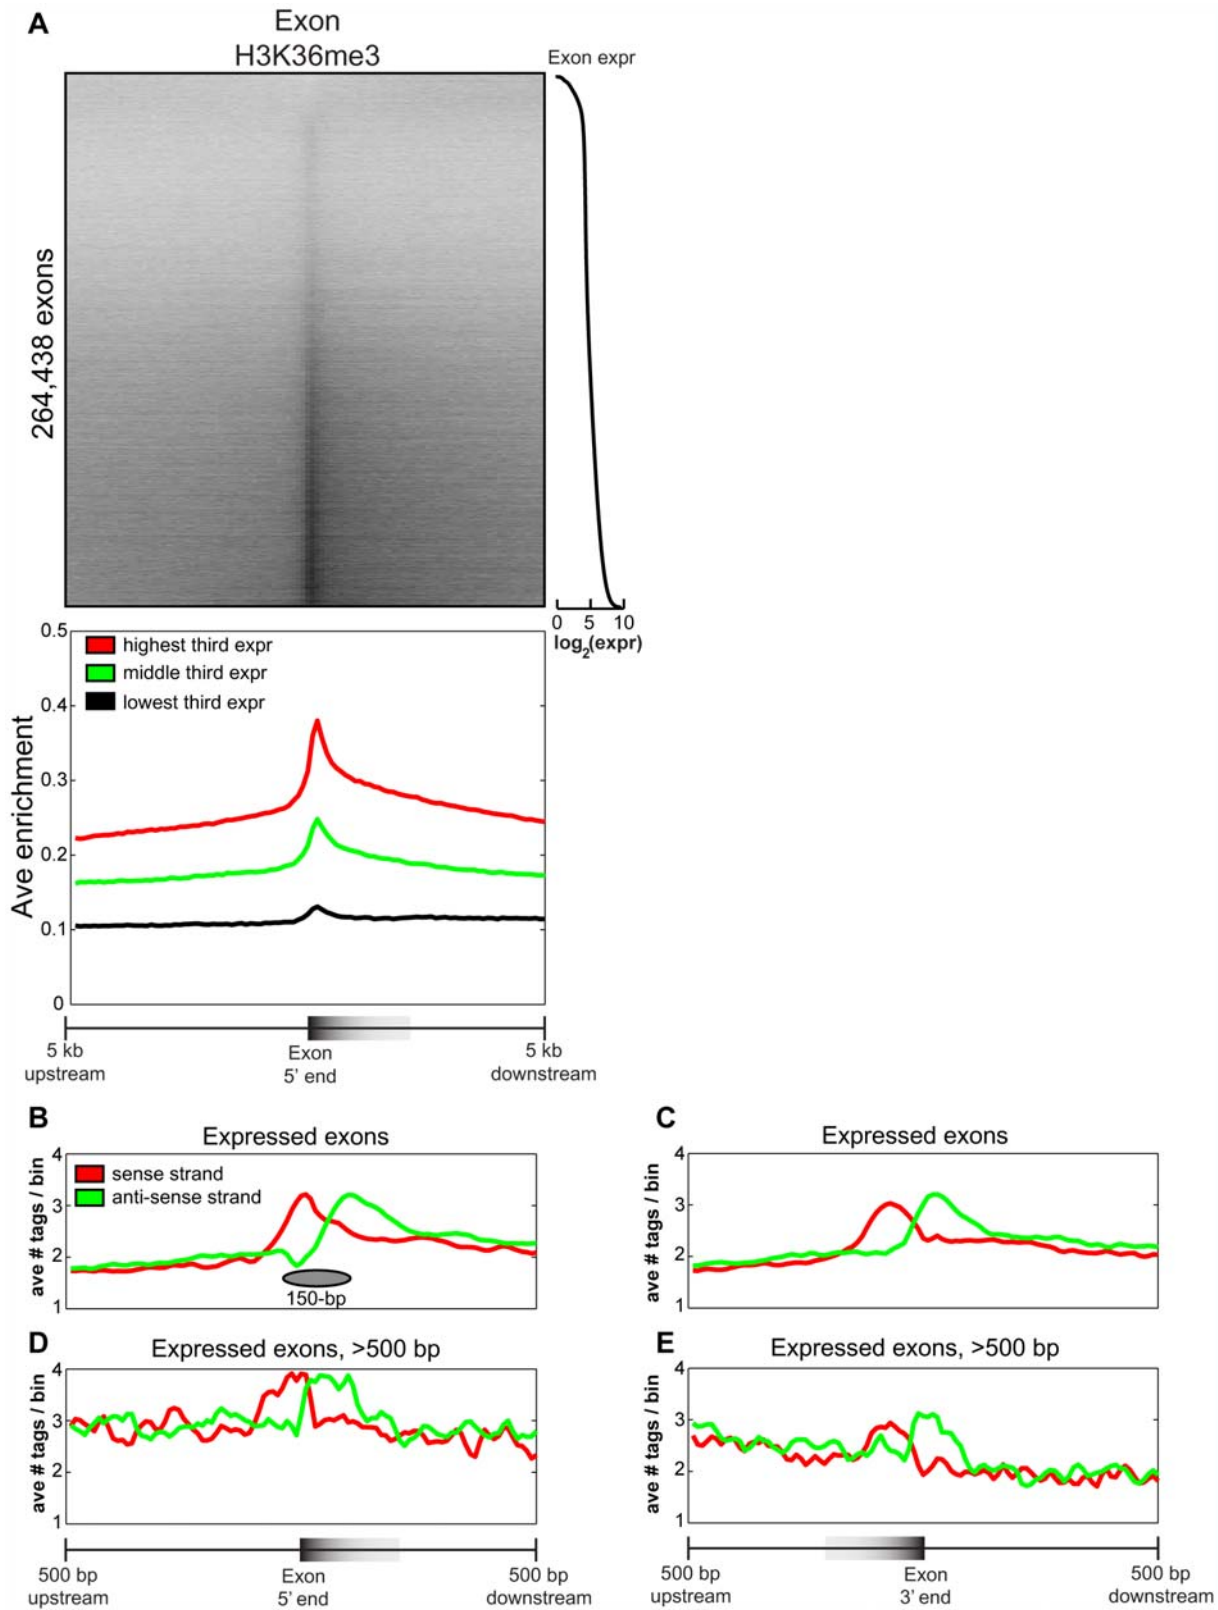 A
Exon
H3K36me3
Exon expr
264,438 exons
0 5 10
log2(expr)
0.5
0.4
0.3
0.2
0.1
0
Ave enrichment
highest third expr
middle third expr
lowest third expr
5 kb
upstream
Exon
5' end
5 kb
downstream
B
Expressed exons
4
3
2
1
ave # tags / bin
sense strand
anti-sense strand
150-bp
C
Expressed exons
4
3
2
1
ave # tags / bin
D
Expressed exons, >500 bp
4
3
2
1
ave # tags / bin
500 bp
upstream
Exon
5' end
500 bp
downstream
E
Expressed exons, >500 bp
4
3
2
1
ave # tags / bin
500 bp
upstream
Exon
3' end
500 bp
downstream